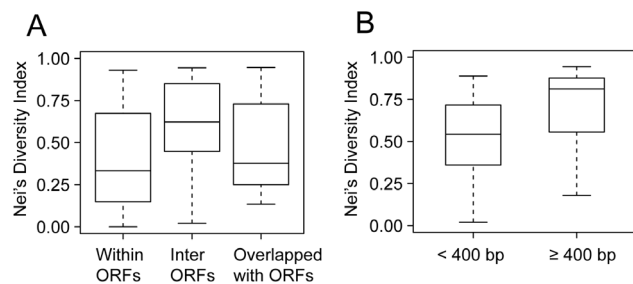 A
Nei's Diversity Index
1.00
0.75
0.50
0.25
0.00
Within ORFs
Inter ORFs
Overlapped with ORFs
B
Nei's Diversity Index
1.00
0.75
0.50
0.25
0.00
< 400 bp
≥ 400 bp